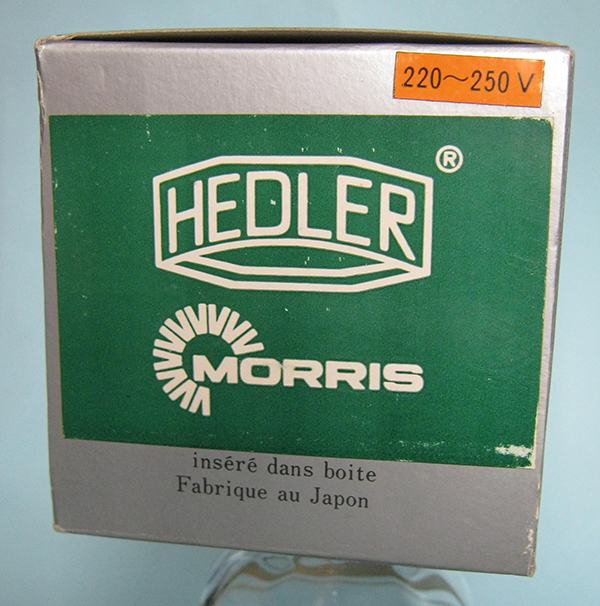 220～250 V
HEDLER ®
MORRIS
inséré dans boite
Fabrique au Japon